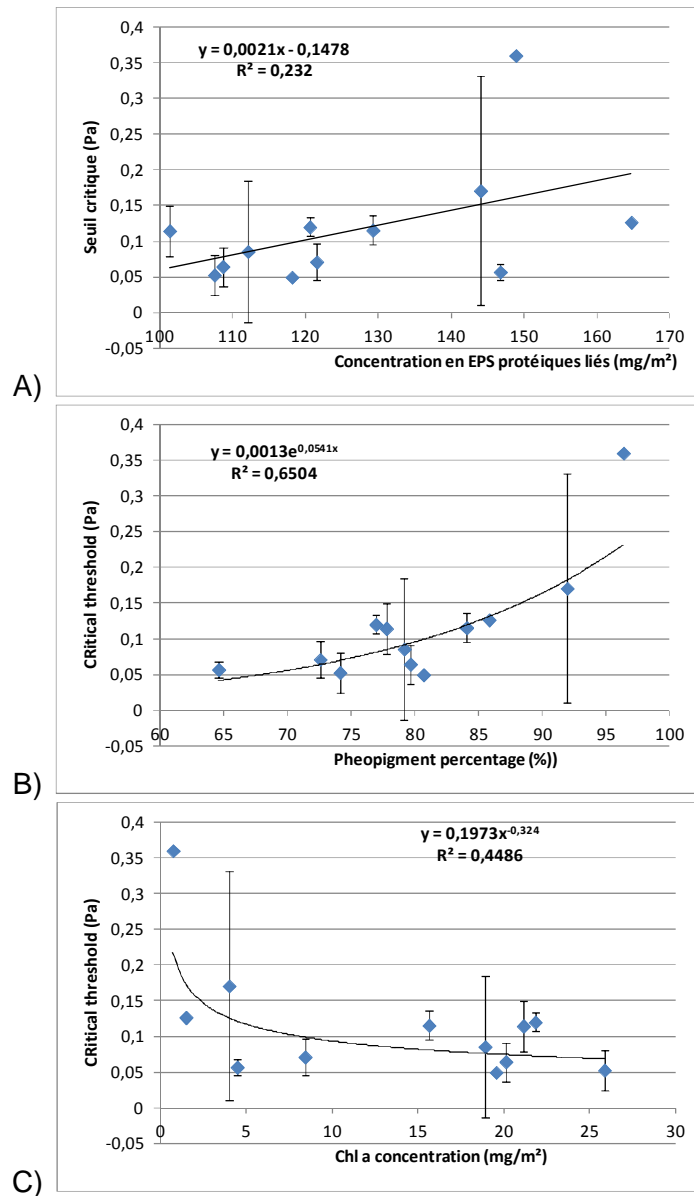 y = 0,0021x - 0,1478
R² = 0,232
Seuil critique (Pa)
0,4
0,35
0,3
0,25
0,2
0,15
0,1
0,05
0
-0,05
100 110 120 130 140 150 160 170
Concentration en EPS protéiques liés (mg/m²)
A)
y = 0,0013e^0,0541x
R² = 0,6504
CRitical threshold (Pa)
0,4
0,35
0,3
0,25
0,2
0,15
0,1
0,05
0
-0,05
60 65 70 75 80 85 90 95 100
Pheopigment percentage (%))
B)
y = 0,1973x^-0,324
R² = 0,4486
CRitical threshold (Pa)
0,4
0,35
0,3
0,25
0,2
0,15
0,1
0,05
0
-0,05
0 5 10 15 20 25 30
Chl a concentration (mg/m²)
C)